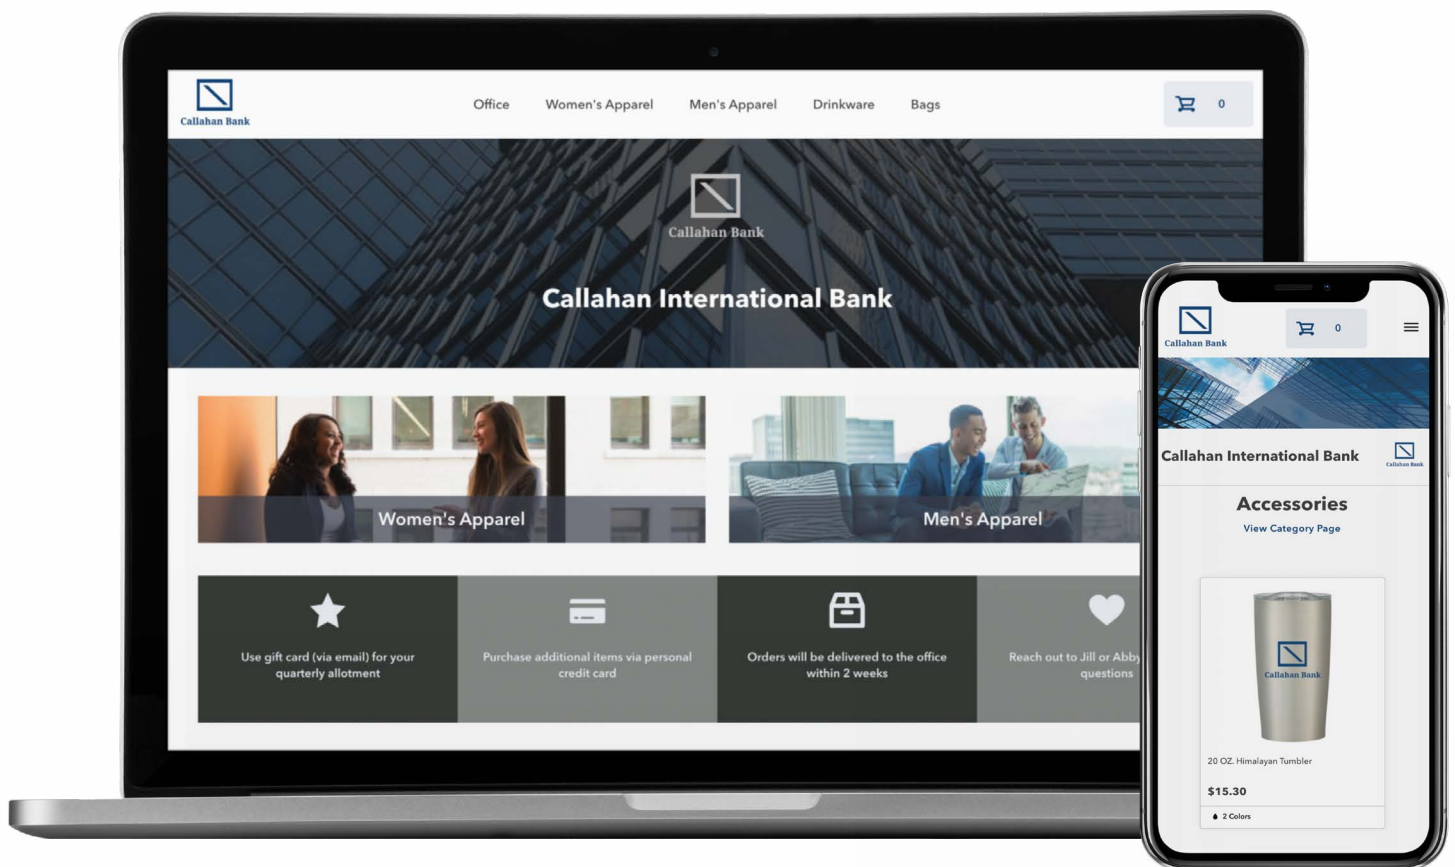 Callahan Bank
Office
Women's Apparel
Men's Apparel
Drinkware
Bags
0
Callahan Bank
Callahan International Bank
Women's Apparel
Men's Apparel
Use gift card (via email) for your
quarterly allotment
Purchase additional items via personal
credit card
Orders will be delivered to the office
within 2 weeks
Reach out to Jill or Abby
questions
Callahan Bank
0
Callahan International Bank
Callahan Bank
Accessories
View Category Page
Callahan Bank
20 OZ. Himalayan Tumbler
$15.30
2 Colors